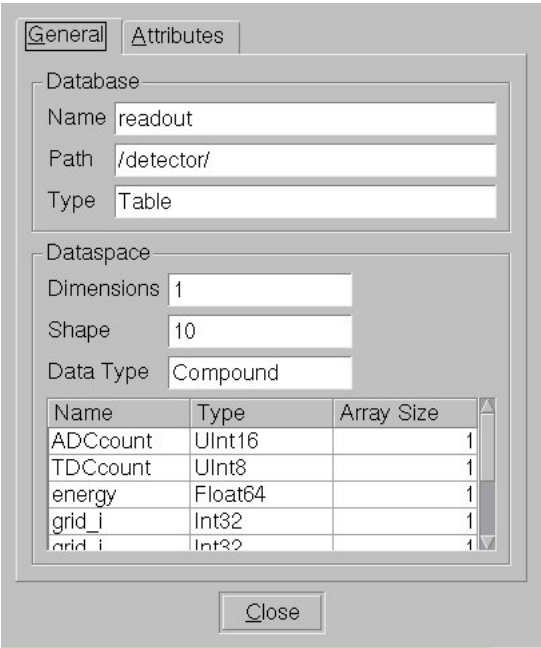 General Attributes
Database
Name readout
Path /detector/
Type Table
Dataspace
Dimensions 1
Shape 10
Data Type Compound
Name Type Array Size
ADCcount UInt16 1
TDCcount UInt8 1
energy Float64 1
grid_i Int32 1
Int32 1
Close